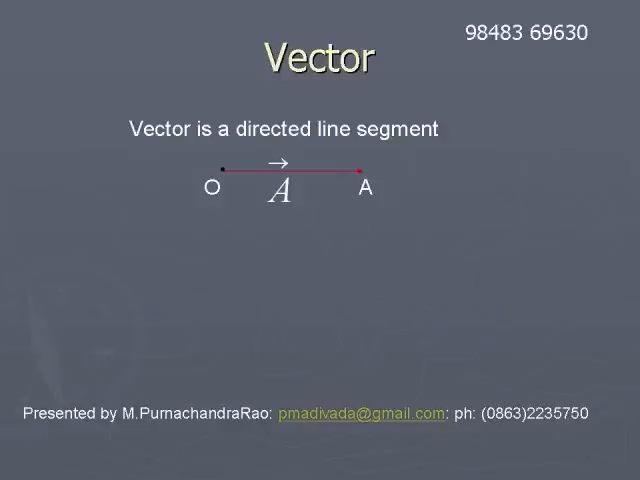 98483 69630
Vector
Vector is a directed line segment
→
O A A
Presented by M.PurnachandraRao: pmadivada@gmail.com: ph: (0863)2235750